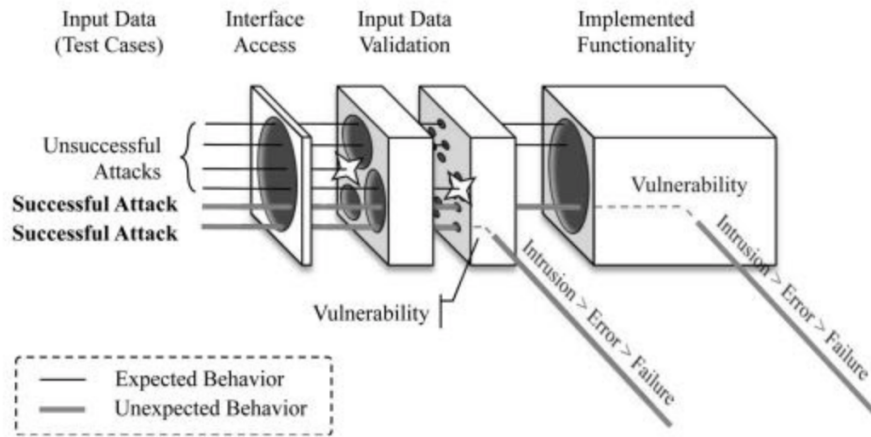 Input Data
(Test Cases)
Interface
Access
Input Data
Validation
Implemented
Functionality
Unsuccessful
Attacks
Successful Attack
Successful Attack
Vulnerability
Vulnerability
Intrusion > Error > Failure
Intrusion > Error > Failure
Expected Behavior
Unexpected Behavior